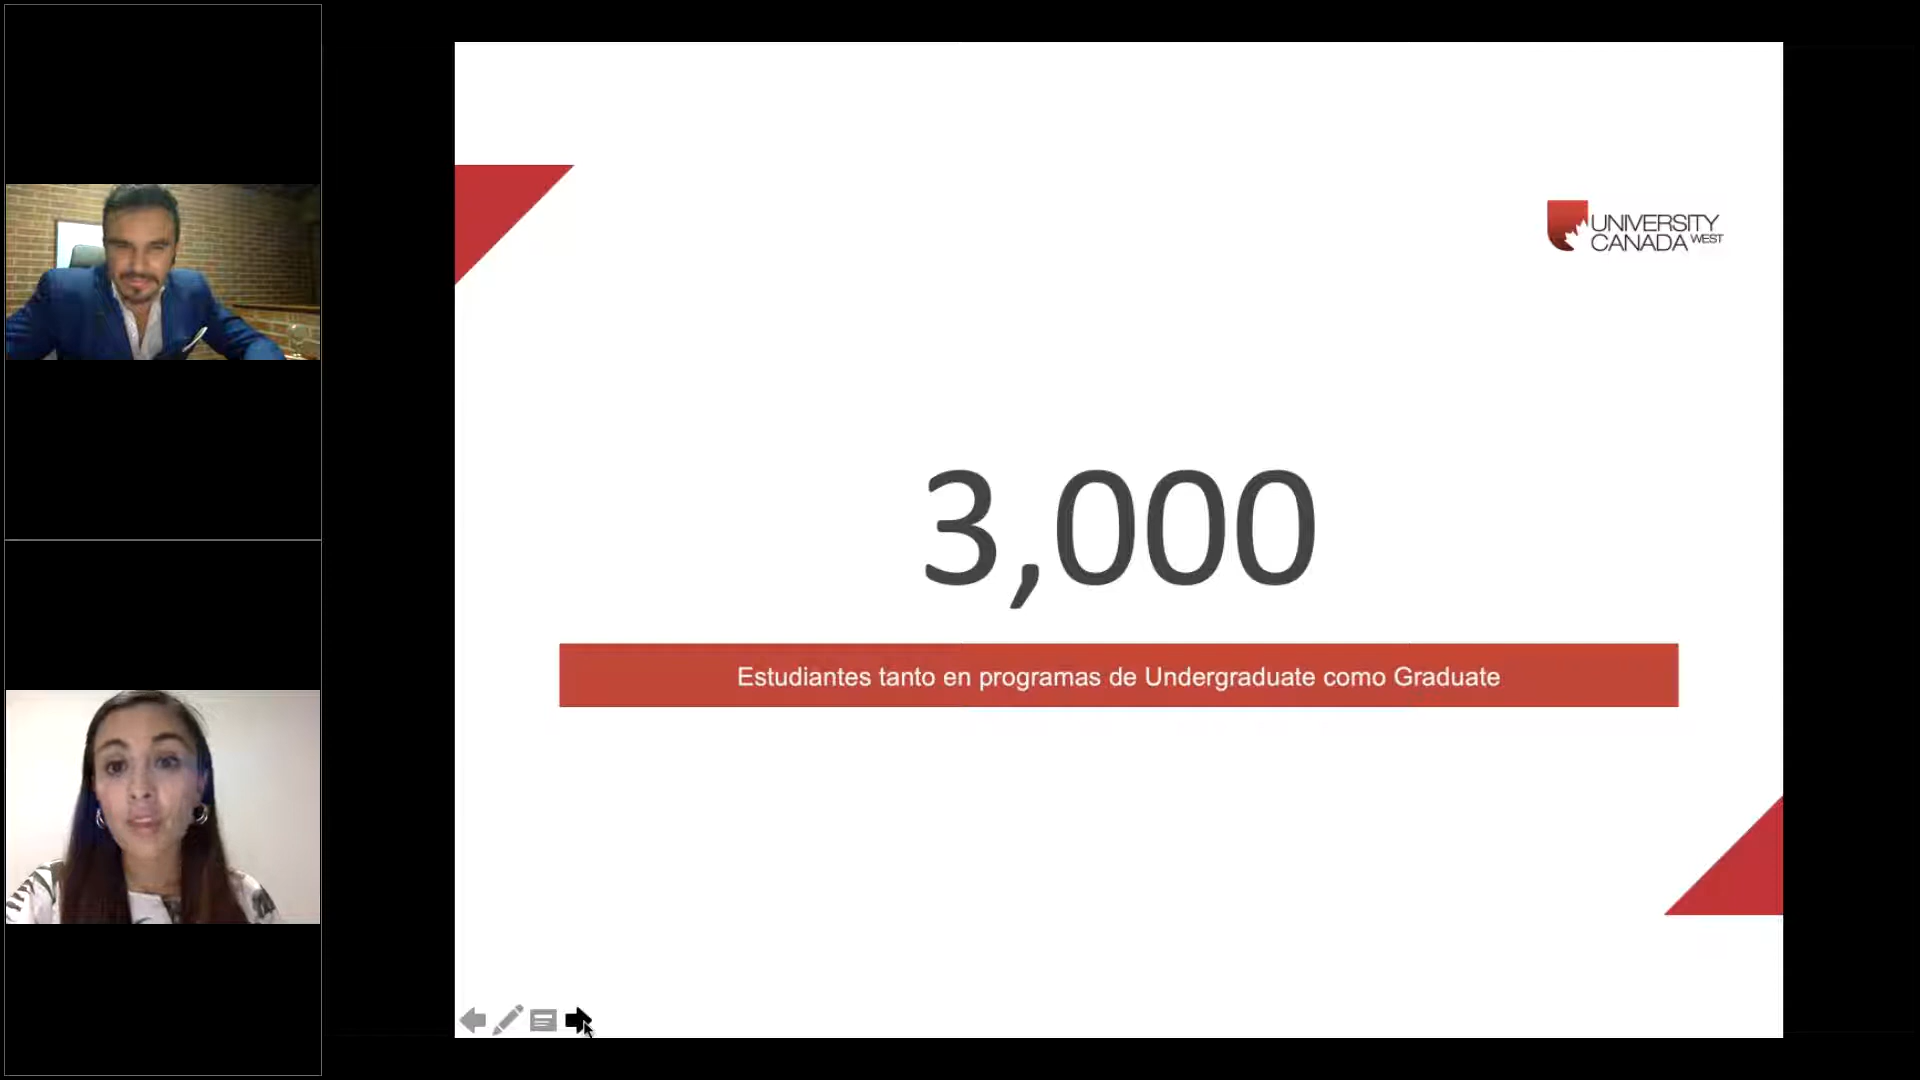 UNIVERSITY
CANADA WEST
3,000
Estudiantes tanto en programas de Undergraduate como Graduate